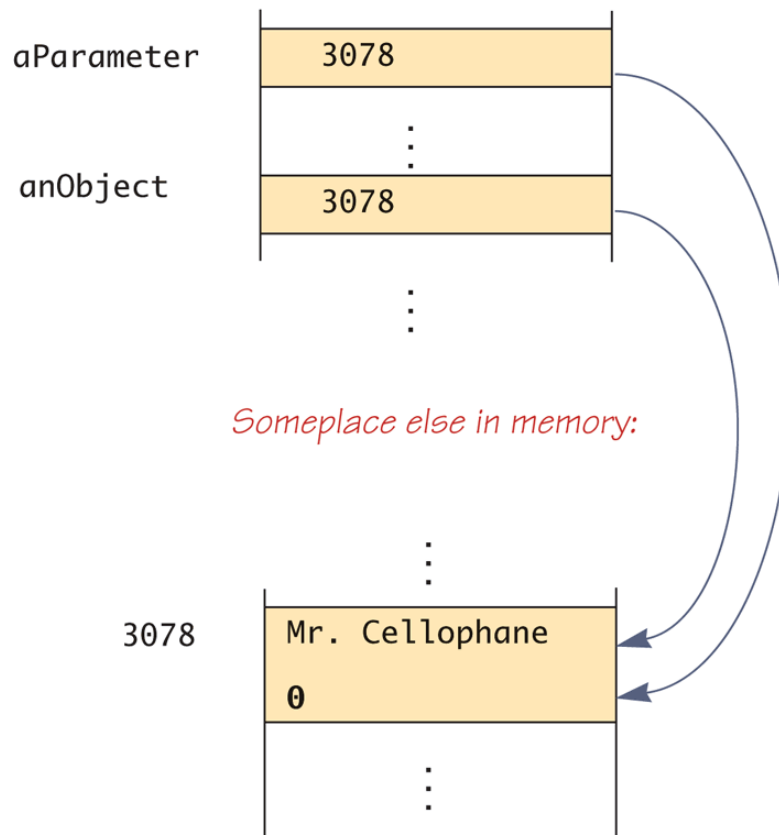 aParameter 3078
anObject 3078
Someplace else in memory:
3078 Mr. Cellophane
0